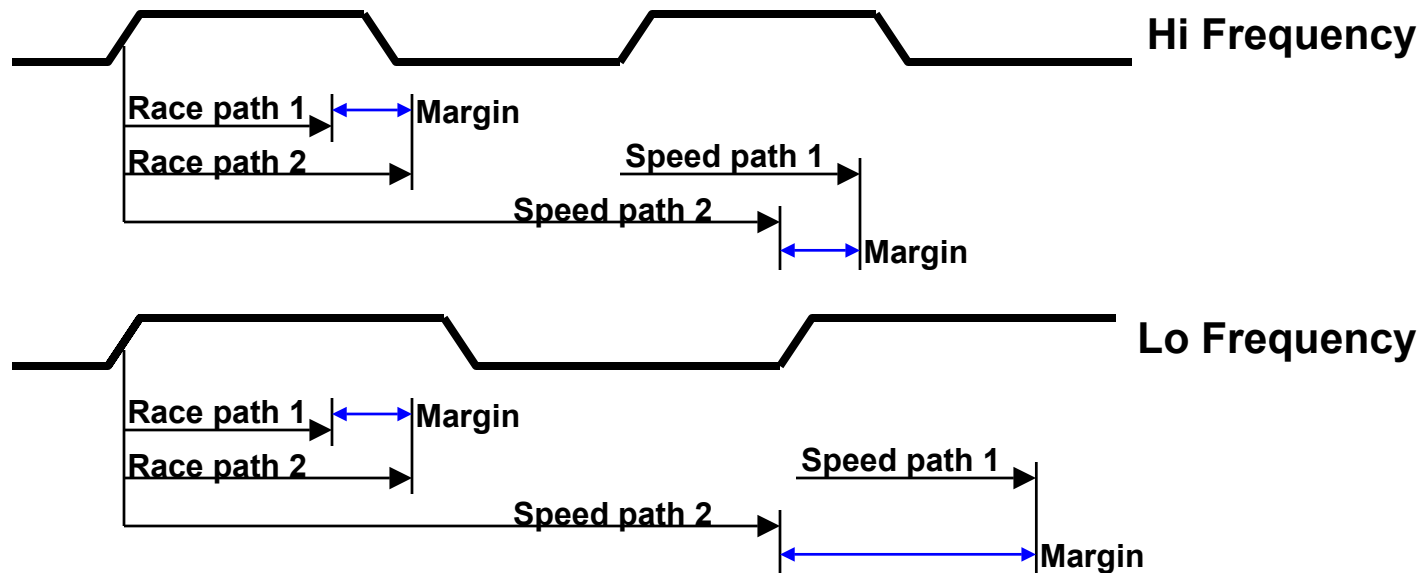 Hi Frequency
Race path 1
Margin
Race path 2
Speed path 1
Speed path 2
Margin
Lo Frequency
Race path 1
Margin
Race path 2
Speed path 1
Speed path 2
Margin